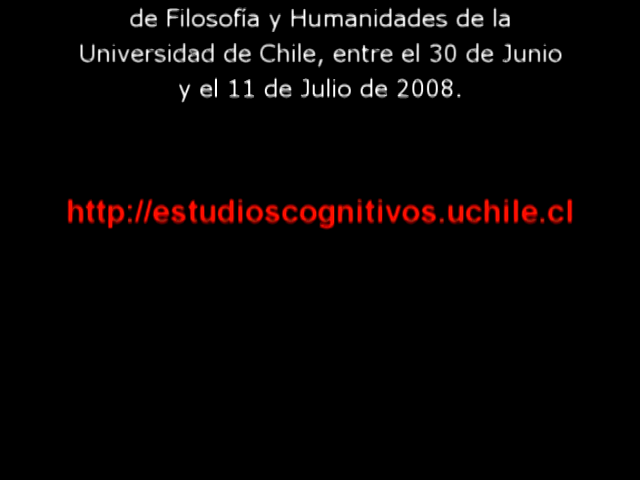 de Filosofía y Humanidades de la
Universidad de Chile, entre el 30 de Junio
y el 11 de Julio de 2008.
http://estudioscognitivos.uchile.cl